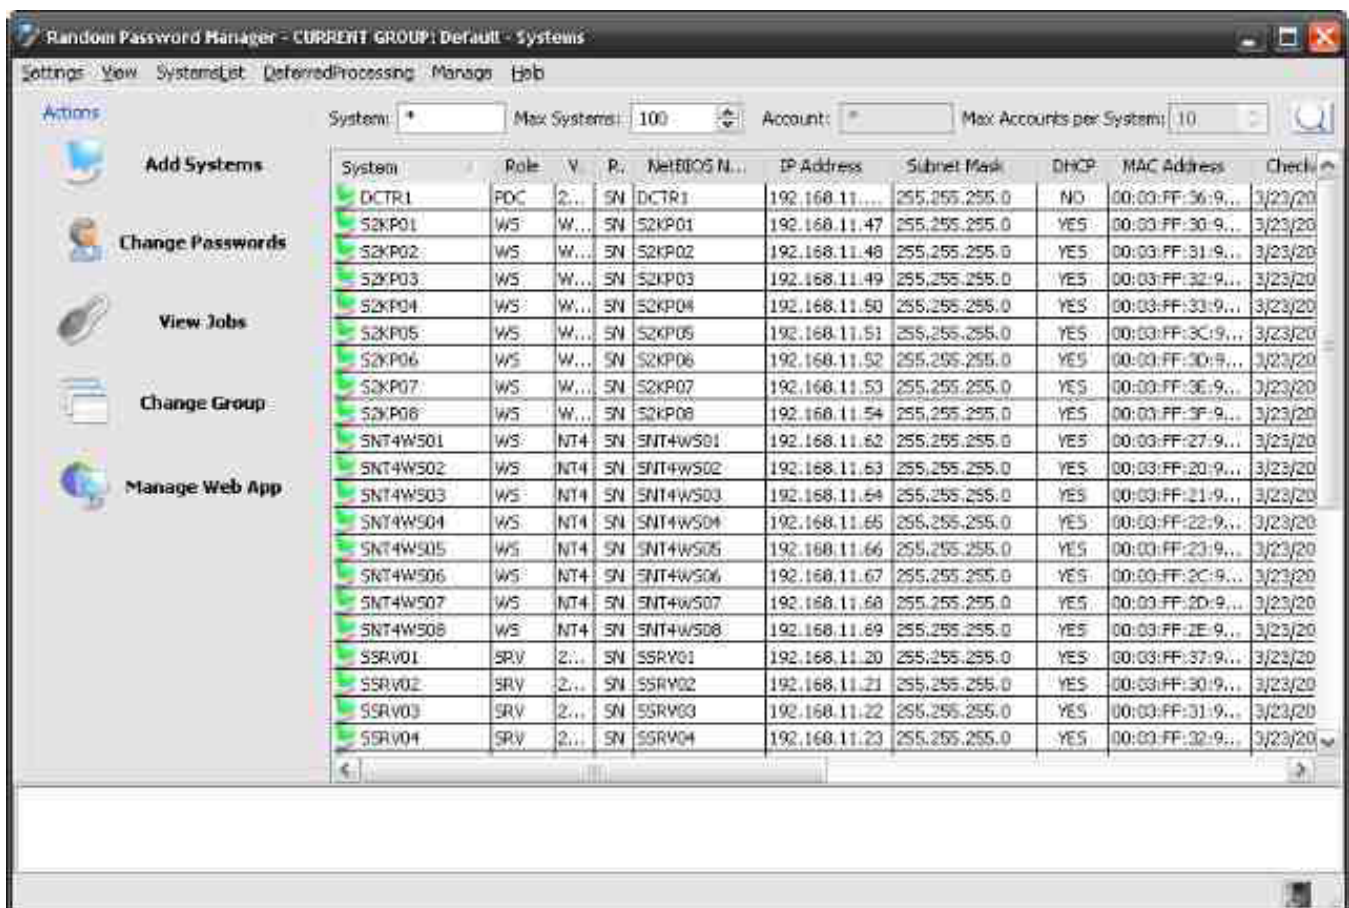 Random Password Manager - CURRENT GROUP: Default - Systems
Settings View SystemsList DeferredProcessing Manage Help
Actions
Add Systems
Change Passwords
View Jobs
Change Group
Manage Web App
System: * Max Systems: 100 Account: * Max Accounts per System: 10
System Role V. R.. NetBIOS N... IP Address Subnet Mask DHCP MAC Address
DCTR1 PDC 2... SN DCTR1 192.168.11.... 255.255.255.0 NO 00:03:FF:36:9... 3/23/20
S2KP01 WS W... SN S2KP01 192.168.11.47 255.255.255.0 YES 00:03:FF:30:9... 3/23/20
S2KP02 WS W... SN S2KP02 192.168.11.48 255.255.255.0 YES 00:03:FF:31:9... 3/23/20
S2KP03 WS W... SN S2KP03 192.168.11.49 255.255.255.0 YES 00:03:FF:32:9... 3/23/20
S2KP04 WS W... SN S2KP04 192.168.11.50 255.255.255.0 YES 00:03:FF:33:9... 3/23/20
S2KP05 WS W... SN S2KP05 192.168.11.51 255.255.255.0 YES 00:03:FF:3C:9... 3/23/20
S2KP06 WS W... SN S2KP06 192.168.11.52 255.255.255.0 YES 00:03:FF:3D:9... 3/23/20
S2KP07 WS W... SN S2KP07 192.168.11.53 255.255.255.0 YES 00:03:FF:3E:9... 3/23/20
S2KP08 WS W... SN S2KP08 192.168.11.54 255.255.255.0 YES 00:03:FF:3F:9... 3/23/20
SNT4WS01 WS NT4 SN SNT4WS01 192.168.11.62 255.255.255.0 YES 00:03:FF:27:9... 3/23/20
SNT4WS02 WS NT4 SN SNT4WS02 192.168.11.63 255.255.255.0 YES 00:03:FF:20:9... 3/23/20
SNT4WS03 WS NT4 SN SNT4WS03 192.168.11.64 255.255.255.0 YES 00:03:FF:21:9... 3/23/20
SNT4WS04 WS NT4 SN SNT4WS04 192.168.11.65 255.255.255.0 YES 00:03:FF:22:9... 3/23/20
SNT4WS05 WS NT4 SN SNT4WS05 192.168.11.66 255.255.255.0 YES 00:03:FF:23:9... 3/23/20
SNT4WS06 WS NT4 SN SNT4WS06 192.168.11.67 255.255.255.0 YES 00:03:FF:2C:9... 3/23/20
SNT4WS07 WS NT4 SN SNT4WS07 192.168.11.68 255.255.255.0 YES 00:03:FF:2D:9... 3/23/20
SNT4WS08 WS NT4 SN SNT4WS08 192.168.11.69 255.255.255.0 YES 00:03:FF:2E:9... 3/23/20
SSRV01 SRV 2... SN SSRV01 192.168.11.20 255.255.255.0 YES 00:03:FF:37:9... 3/23/20
SSRV02 SRV 2... SN SSRV02 192.168.11.21 255.255.255.0 YES 00:03:FF:30:9... 3/23/20
SSRV03 SRV 2... SN SSRV03 192.168.11.22 255.255.255.0 YES 00:03:FF:31:9... 3/23/20
SSRV04 SRV 2... SN SSRV04 192.168.11.23 255.255.255.0 YES 00:03:FF:32:9... 3/23/20